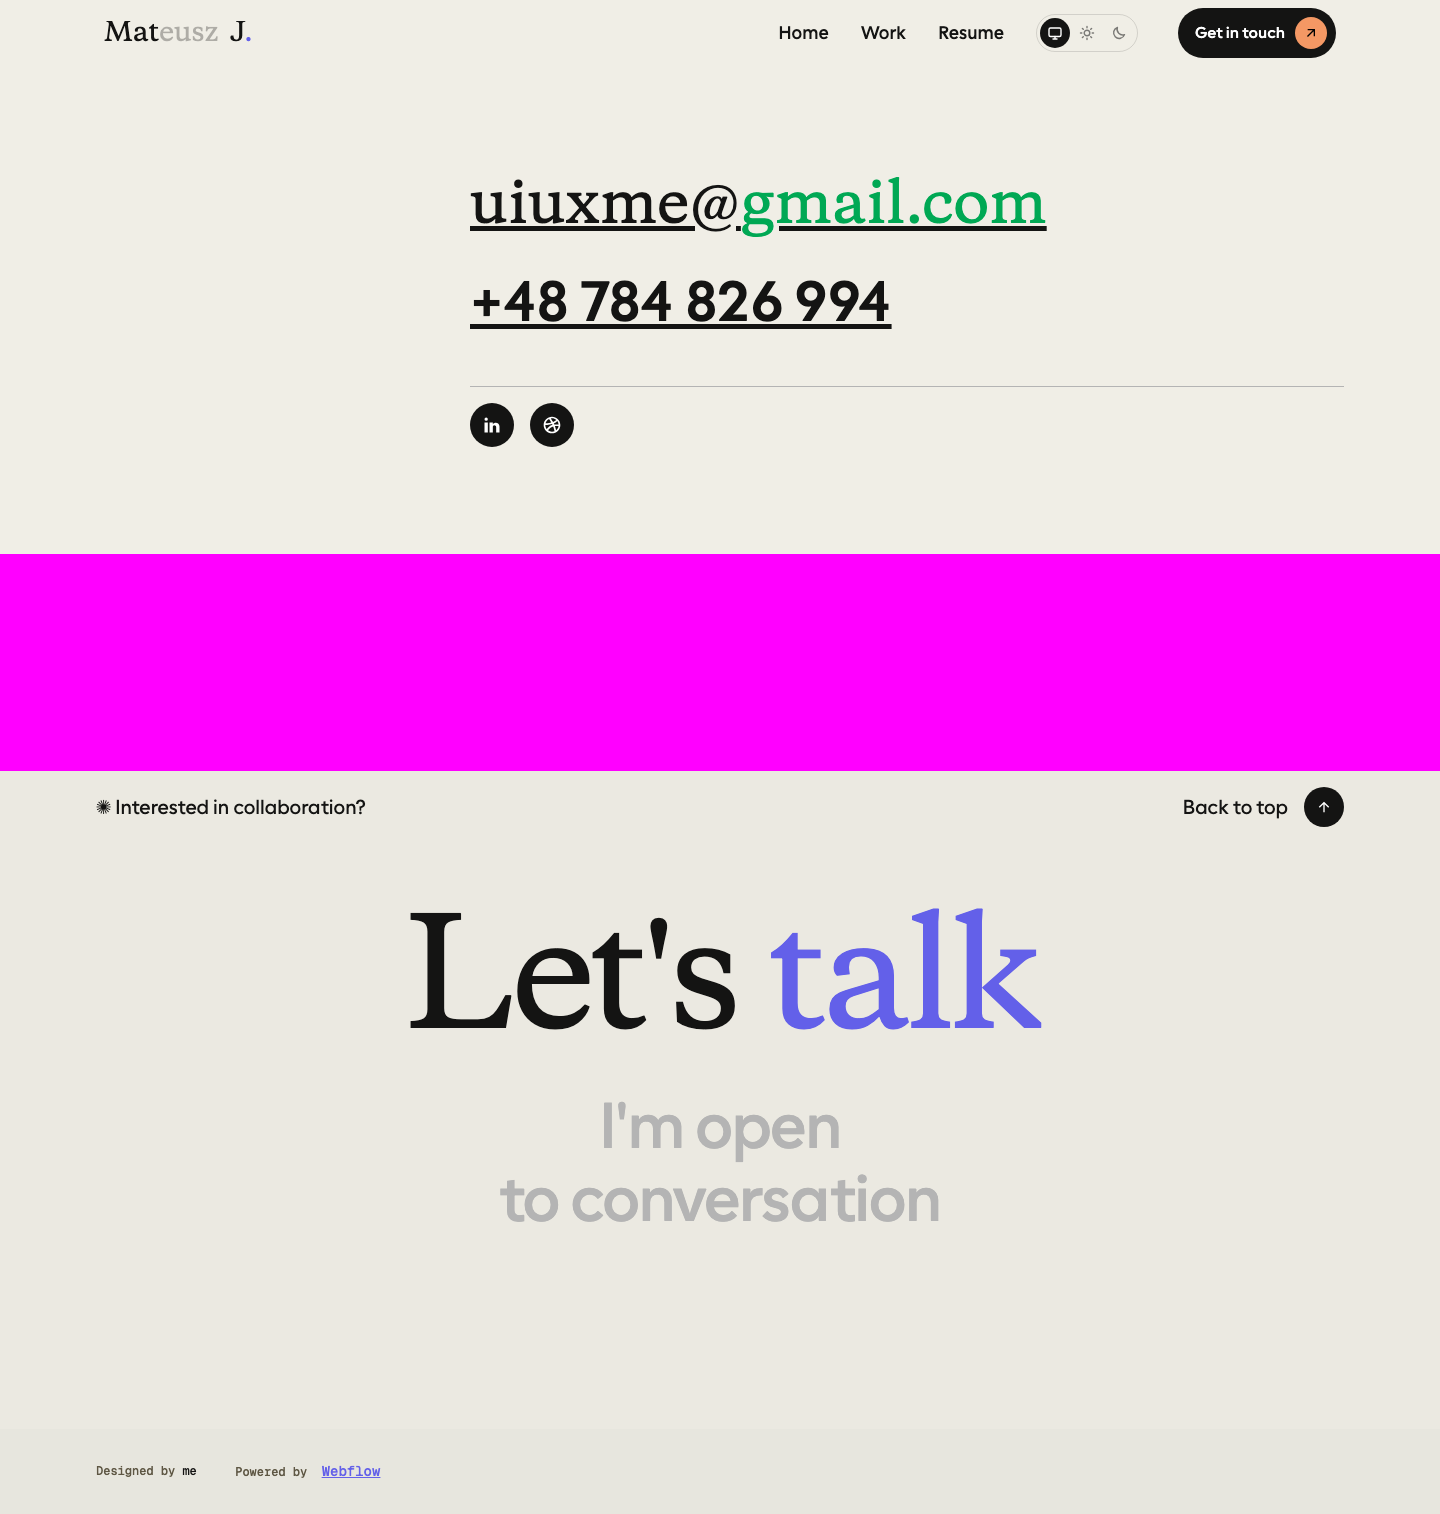 Mateusz J.
Home
Work
Resume
Get in touch
uiuxme@gmail.com
+48 784 826 994
in
✺ Interested in collaboration?
Back to top
Let's talk
I'm open
to conversation
Designed by me
Powered by Webflow